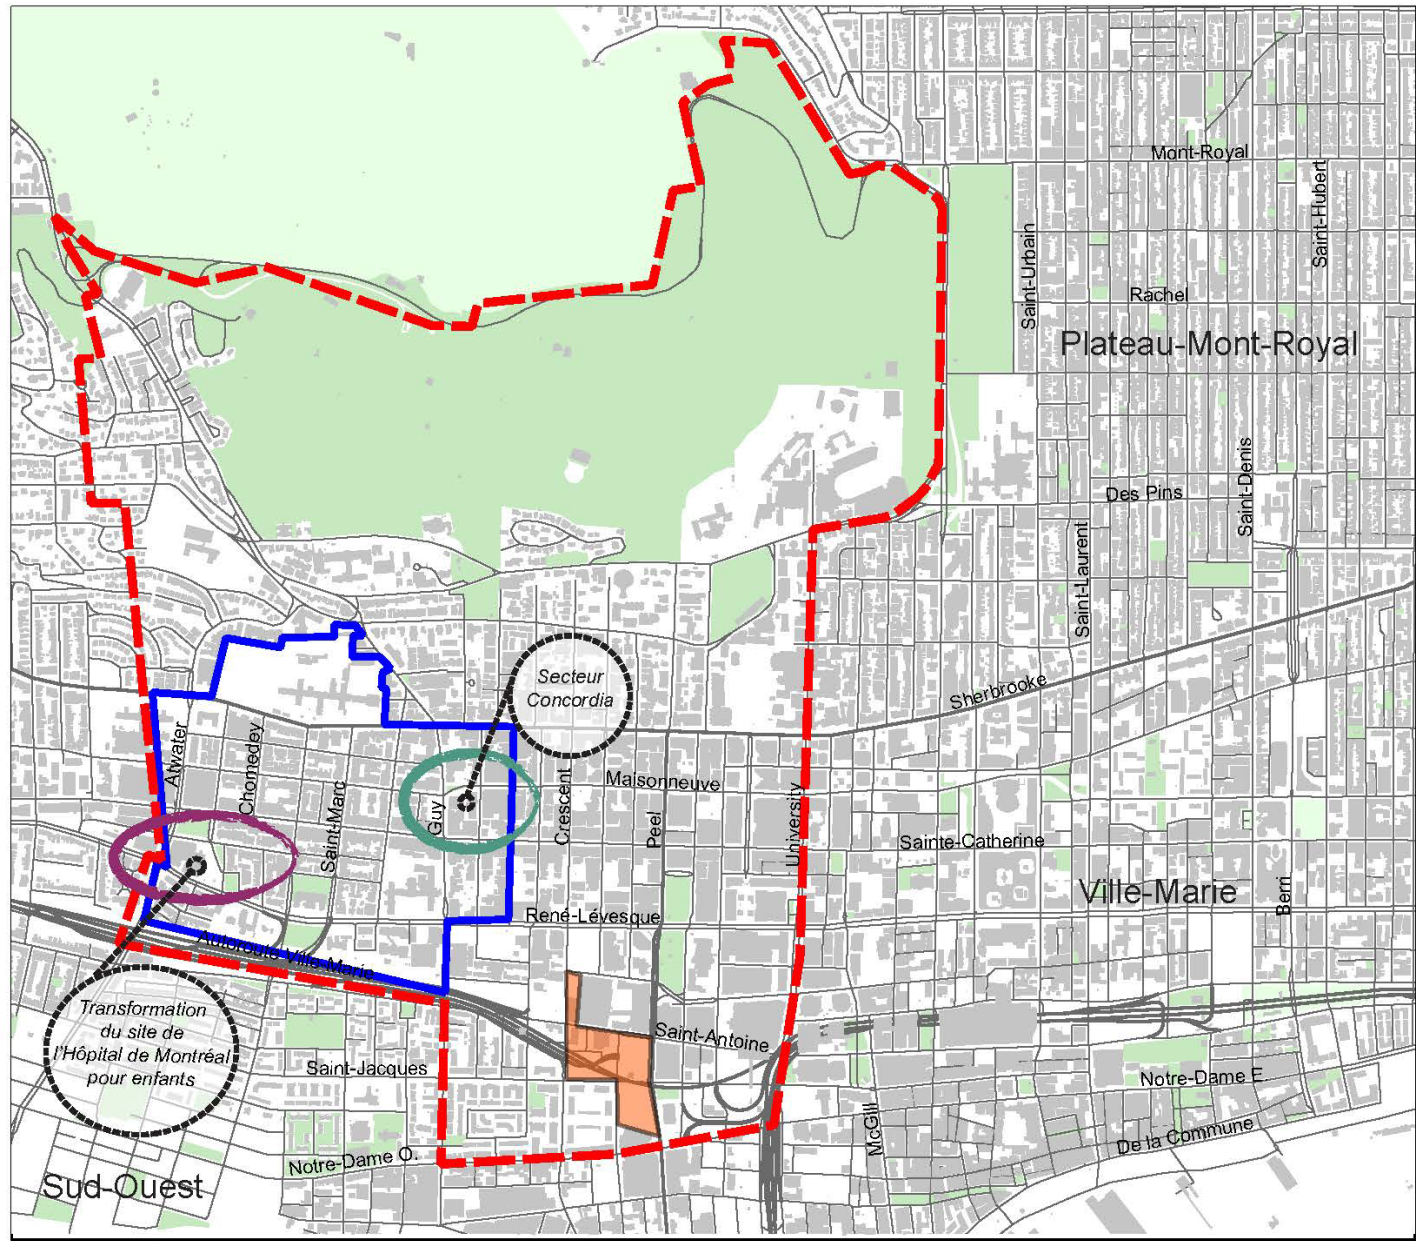 Mont-Royal
Saint-Hubert
Saint-Urbain
Rachel
Plateau-Mont-Royal
Saint-Denis
Des Pins
Saint-Laurent
Secteur
Concordia
Sherbrooke
Atwater
Chomedey
Saint-Marc
Guy
Crescent
Maisonneuve
Peel
University
Sainte-Catherine
Ville-Marie
Berri
René-Lévesque
Autoroute Ville-Marie
Transformation
du site de
l'Hôpital de Montréal
pour enfants
Saint-Antoine
Saint-Jacques
Notre-Dame E
McGill
De la Commune
Notre-Dame O.
Sud-Ouest